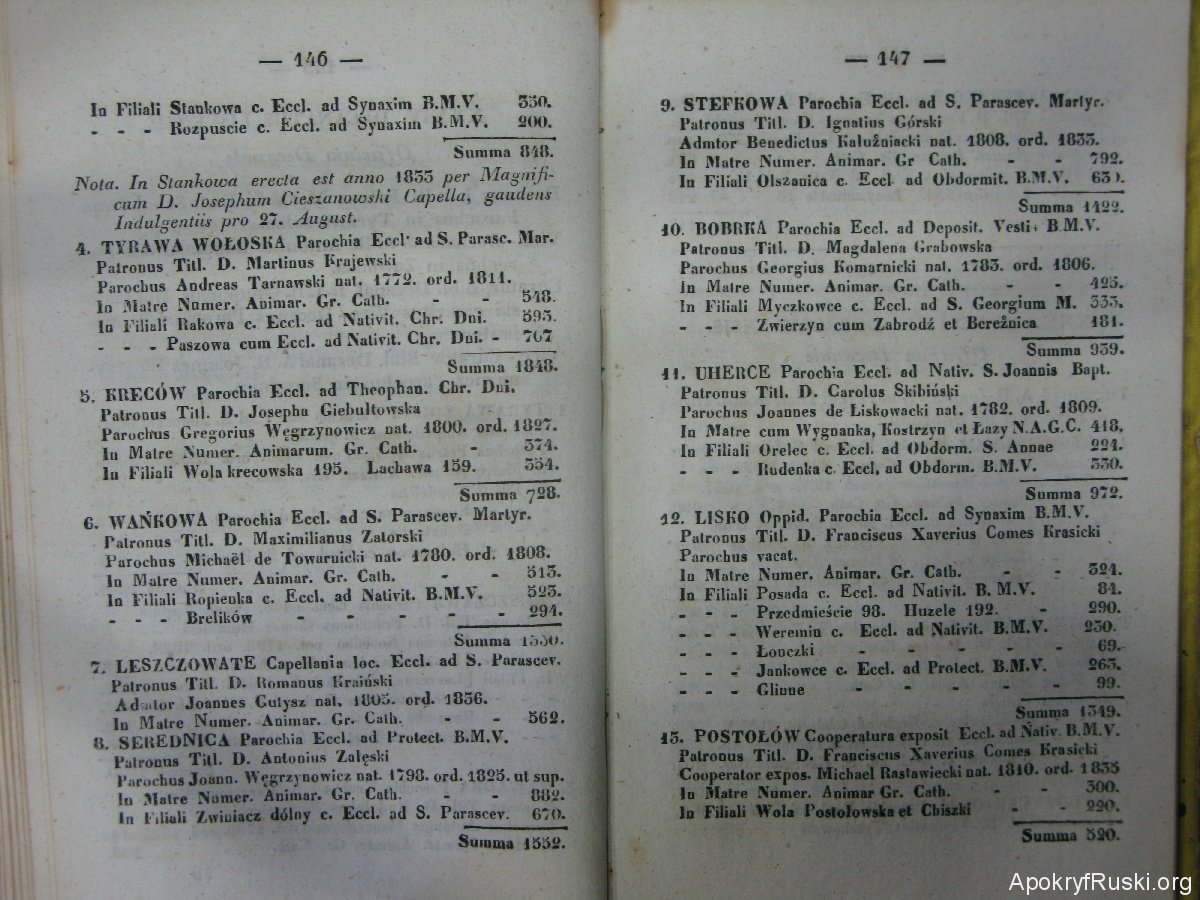 — 146 —
In Filiali Stankowa c. Eccl. ad Synaxim B.M.V. 350.
- - - Rozpuscie c. Eccl. ad Synaxim B.M.V. 200.
Summa 848.
Nota. In Stankowa erecta est anno 1835 per Magnifi-
cum D. Josephum Cieszanowski Capella, gaudens
Indulgentiis pro 27. August.
4. TYRAWA WOŁOSKA Parochia Eccl. ad S. Parasc. Mar.
Patronus Titl. D. Martinus Krajewski
Parochus Andreas Tarnawski nat. 1772. ord. 1811.
In Matre Numer. Animar. Gr. Cath. - - 548.
In Filiali Rakowa c. Eccl. ad Nativit. Chr. Dni. 593.
- - - Paszowa cum Eccl. ad Nativit. Chr. Dni. - 707
Summa 1848.
5. KRECÓW Parochia Eccl. ad Theophan. Chr. Dni.
Patronus Titl. D. Josepha Giebułtowska
Parochus Gregorius Węgrzynowicz nat. 1800. ord. 1827.
In Matre Numer. Animarum. Gr. Cath. - 374.
In Filiali Wola krecowska 195. Lachawa 159. 354.
Summa 728.
6. WAŃKOWA Parochia Eccl. ad S. Parascev. Martyr.
Patronus Titl. D. Maximilianus Zatorski
Parochus Michaël de Towarnicki nat. 1780. ord. 1808.
In Matre Numer. Animar. Gr. Cath. - - 513.
In Filiali Ropienka c. Eccl. ad Nativit. B.M.V. 523.
- - - Brelików - - - - - 294.
Summa 1330.
7. LESZCZOWATE Capellania loc. Eccl. ad S. Parascev.
Patronus Titl. D. Romanus Kraiński
Admtor Joannes Gutysz nat. 1805. ord. 1836.
In Matre Numer. Animar. Gr. Cath. - - 562.
8. SEREDNICA Parochia Eccl. ad Protect. B.M.V.
Patronus Titl. D. Antonius Załęski
Parochus Joann. Węgrzynowicz nat. 1798. ord. 1825. ut sup.
In Matre Numer. Animar. Gr. Cath. - - 882.
In Filiali Zwiniacz dólny c. Eccl. ad S. Parascev. 670.
Summa 1552.
— 147 —
9. STEFKOWA Parochia Eccl. ad S. Parascev. Martyr.
Patronus Titl. D. Ignatius Górski
Admtor Benedictus Kałużniacki nat. 1808. ord. 1833.
In Matre Numer. Animar. Gr Cath. - - 792.
In Filiali Olszanica c. Eccl. ad Obdormit. B.M.V. 630.
Summa 1422.
10. BOBRKA Parochia Eccl. ad Deposit. Vestis B.M.V.
Patronus Titl. D. Magdalena Grabowska
Parochus Georgius Komarnicki nat. 1783. ord. 1806.
In Matre Numer. Animar. Gr. Cath. - - 425.
In Filiali Myczkowce c. Eccl. ad S. Georgium M. 333.
- - - Zwierzyn cum Zabrodź et Bereźnica 181.
Summa 939.
11. UHERCE Parochia Eccl. ad Nativ. S. Joannis Bapt.
Patronus Titl. D. Carolus Skibiński
Parochus Joannes de Liskowacki nat. 1782. ord. 1809.
In Matre cum Wygnanka, Kostrzyn et Łazy N.A.G.C. 418.
In Filiali Orelec c. Eccl. ad Obdorm. S. Annae 224.
- - - Rudenka c. Eccl. ad Obdorm. B.M.V. 330.
Summa 972.
12. LISKO Oppid. Parochia Eccl. ad Synaxim B.M.V.
Patronus Titl. D. Franciscus Xaverius Comes Krasicki
Parochus vacat.
In Matre Numer. Animar. Gr. Cath. - - 324.
In Filiali Posada c. Eccl. ad Nativit. B. M.V. 84.
- - - Przedmieście 98. Huzele 192. - 290.
- - - Weremin c. Eccl. ad Nativit. B.M.V. 230.
- - - Łonczki - - - - - 69.
- - - Jankowce c. Eccl. ad Protect. B.M.V. 263.
- - - Glinne - - - - - 99.
Summa 1349.
13. POSTOŁÓW Cooperatura exposit Eccl. ad Nativ. B.M.V.
Patronus Titl. D. Franciscus Xaverius Comes Krasicki
Cooperator expos. Michael Rastawiecki nat. 1810. ord. 1835
In Matre Numer. Animar Gr. Cath. - - 300.
In Filiali Wola Postołowska et Chiszki - - 220.
Summa 520.
ApokryfRuski.org